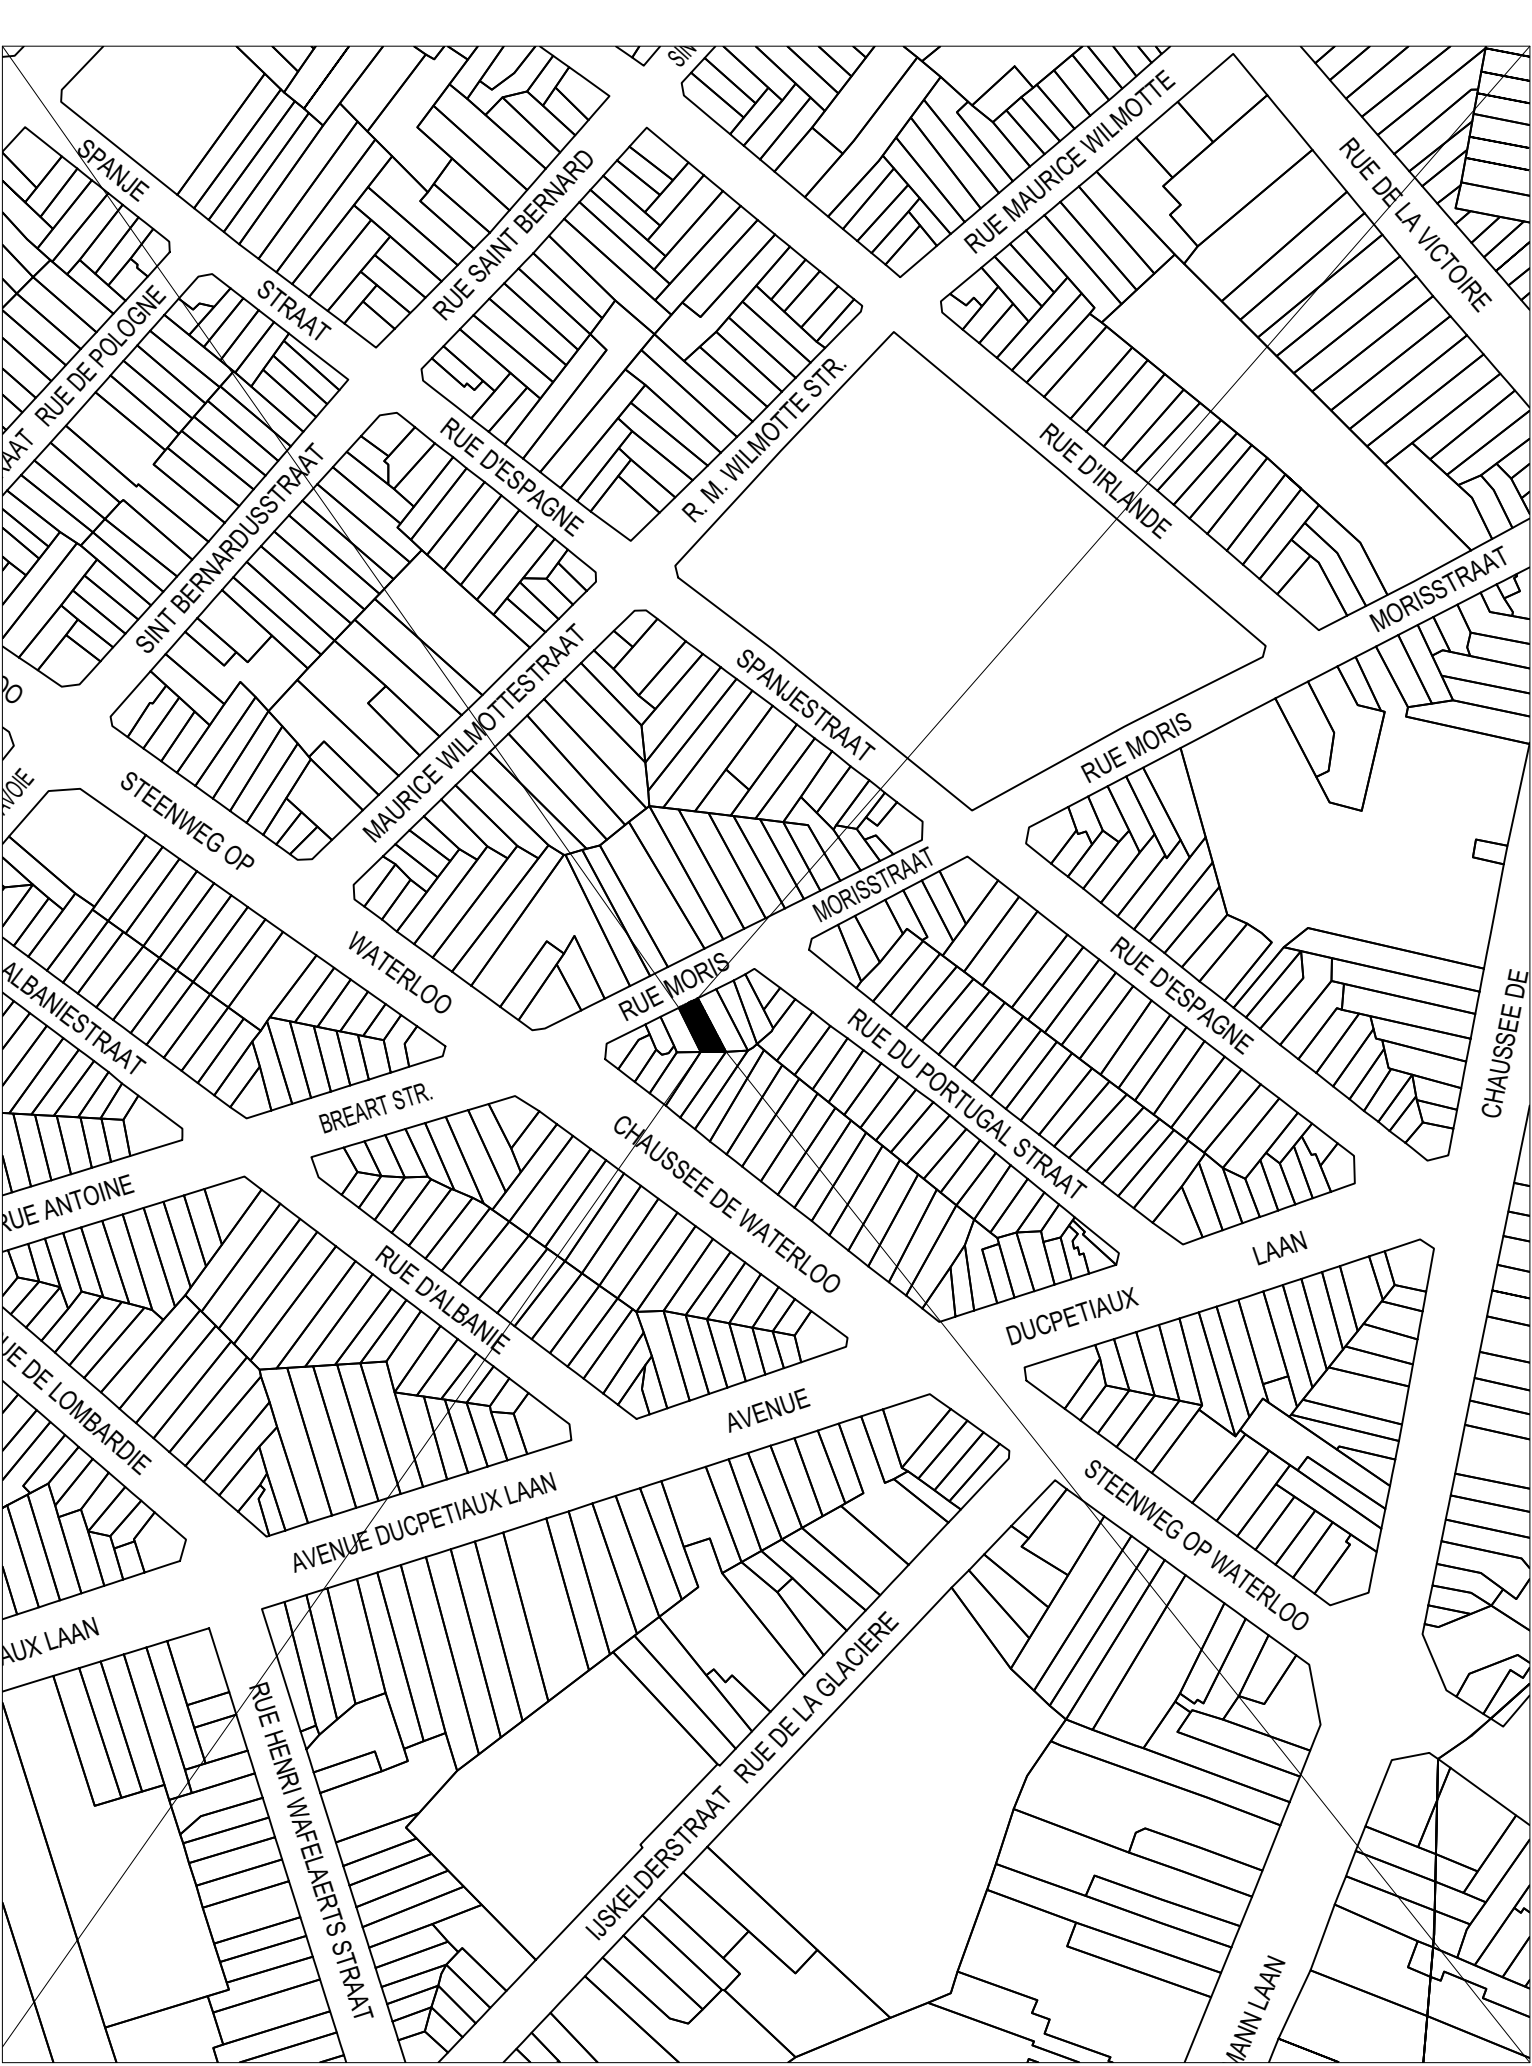 SIN
SPANJE
STRAAT
RUE SAINT BERNARD
RUE MAURICE WILMOTTE
RUE DE LA VICTOIRE
RUE DE POLOGNE
RAAT
RUE D'ESPAGNE
R. M. WILMOTTE STR.
RUE D'IRLANDE
SINT BERNARDUSSTRAAT
MORISSTRAAT
MAURICE WILMOTTESTRAAT
SPANJESTRAAT
RUE MORIS
OO
VOIE
STEENWEG OP
WATERLOO
MORISSTRAAT
RUE MORIS
RUE D'ESPAGNE
CHAUSSEE DE
ALBANIESTRAAT
BREART STR.
RUE DU PORTUGAL STRAAT
CHAUSSEE DE WATERLOO
RUE ANTOINE
LAAN
DUCPETIAUX
RUE D'ALBANIE
UE DE LOMBARDIE
AVENUE
AVENUE DUCPETIAUX LAAN
STEENWEG OP WATERLOO
AUX LAAN
RUE HENRI WAFELAERTS STRAAT
IJSKELDERSTRAAT RUE DE LA GLACIERE
MANN LAAN